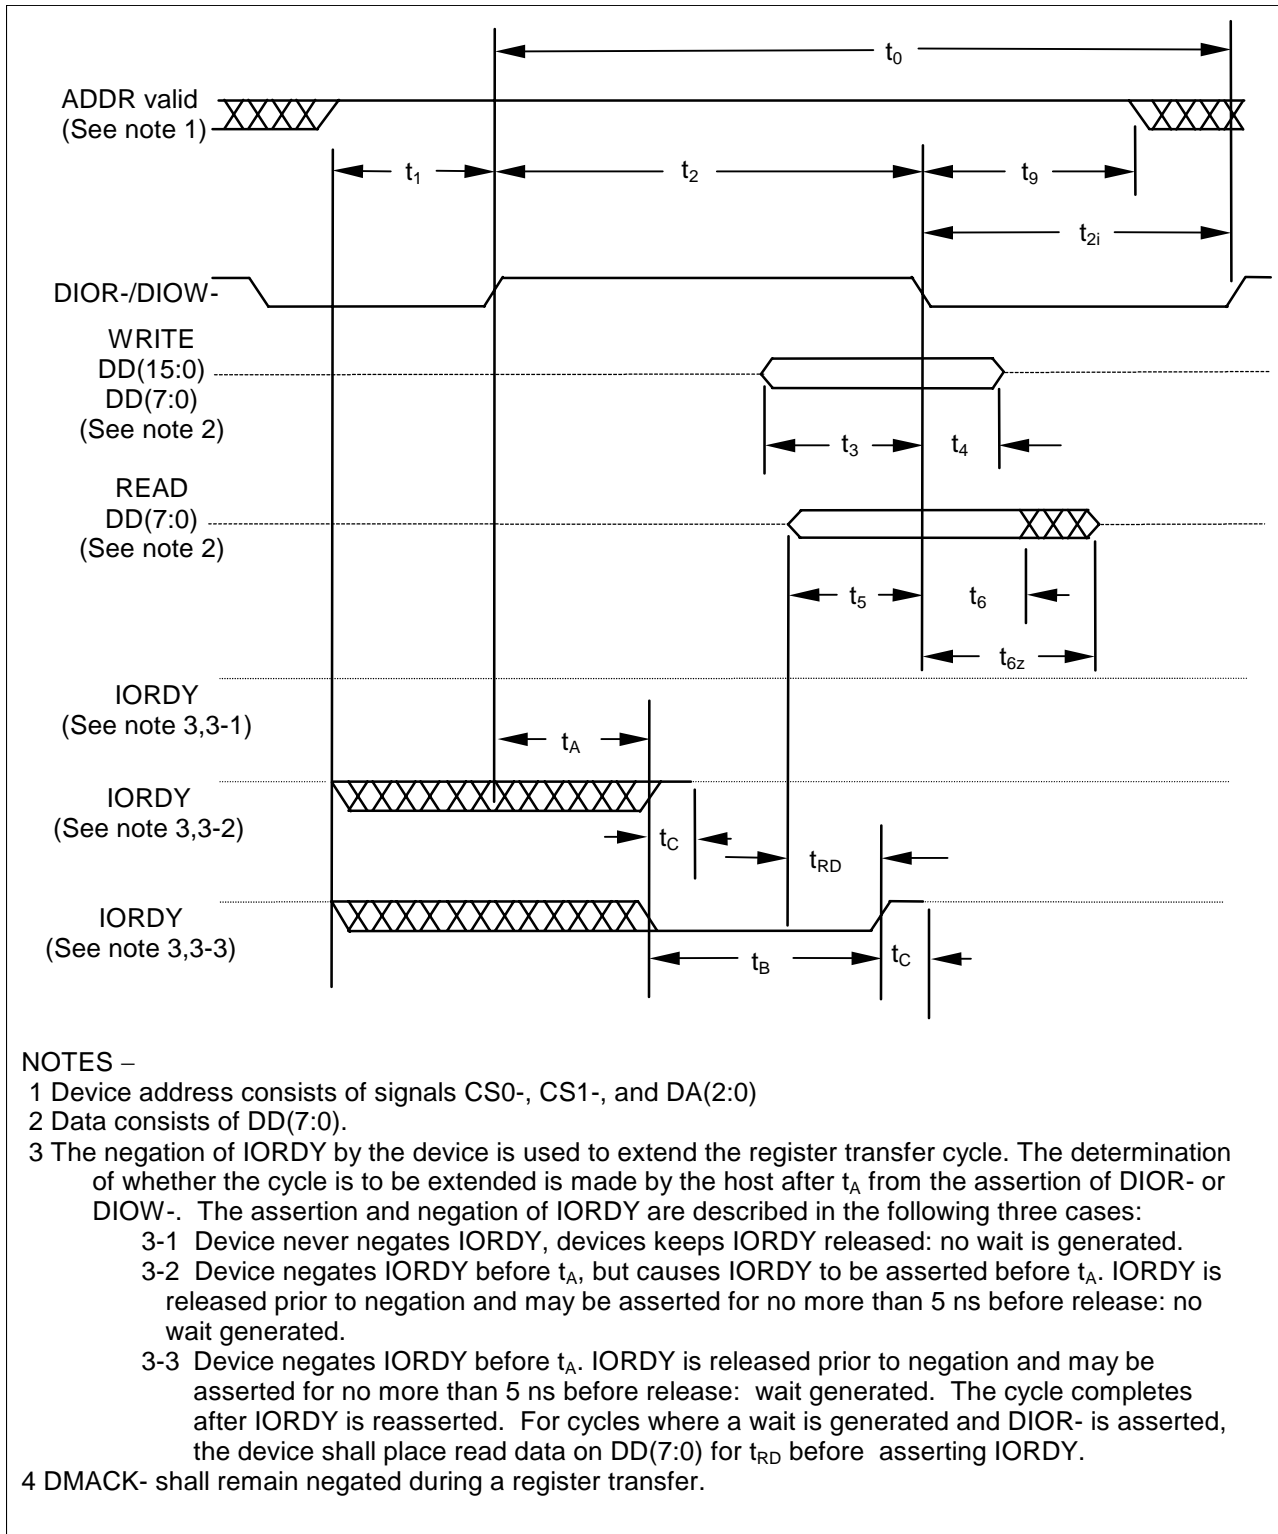 t0
ADDR valid
(See note 1)
t1
t2
t9
t2i
DIOR-/DIOW-
WRITE
DD(15:0)
DD(7:0)
(See note 2)
t3
t4
READ
DD(7:0)
(See note 2)
t5
t6
t6z
IORDY
(See note 3,3-1)
tA
IORDY
(See note 3,3-2)
tC
tRD
IORDY
(See note 3,3-3)
tB
tC
NOTES –
1 Device address consists of signals CS0-, CS1-, and DA(2:0)
2 Data consists of DD(7:0).
3 The negation of IORDY by the device is used to extend the register transfer cycle. The determination
of whether the cycle is to be extended is made by the host after tA from the assertion of DIOR- or
DIOW-. The assertion and negation of IORDY are described in the following three cases:
3-1 Device never negates IORDY, devices keeps IORDY released: no wait is generated.
3-2 Device negates IORDY before tA, but causes IORDY to be asserted before tA. IORDY is
released prior to negation and may be asserted for no more than 5 ns before release: no
wait generated.
3-3 Device negates IORDY before tA. IORDY is released prior to negation and may be
asserted for no more than 5 ns before release: wait generated. The cycle completes
after IORDY is reasserted. For cycles where a wait is generated and DIOR- is asserted,
the device shall place read data on DD(7:0) for tRD before asserting IORDY.
4 DMACK- shall remain negated during a register transfer.